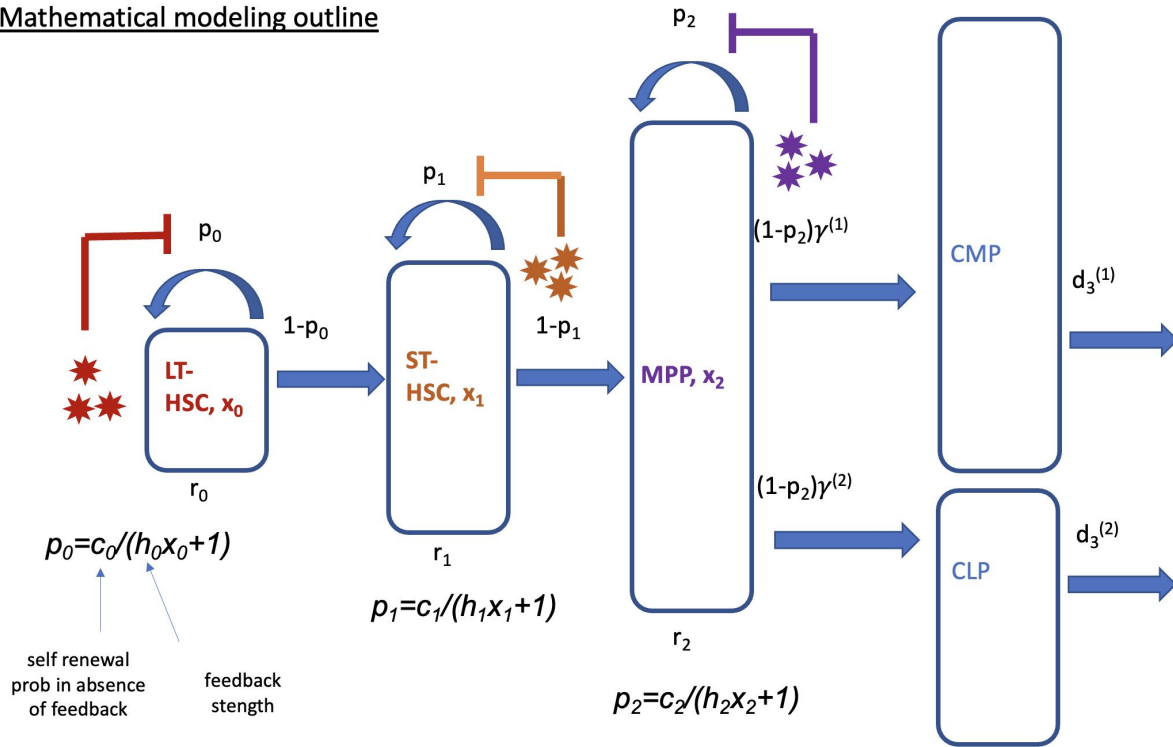 Mathematical modeling outline
p₂
p₁
p₀
(1-p₂)γ⁽¹⁾
CMP
d₃⁽¹⁾
1-p₀
1-p₁
LT-
HSC, x₀
ST-
HSC, x₁
MPP, x₂
(1-p₂)γ⁽²⁾
r₀
d₃⁽²⁾
p₀=c₀/(h₀x₀+1)
r₁
CLP
p₁=c₁/(h₁x₁+1)
r₂
self renewal
prob in absence
of feedback
feedback
stength
p₂=c₂/(h₂x₂+1)